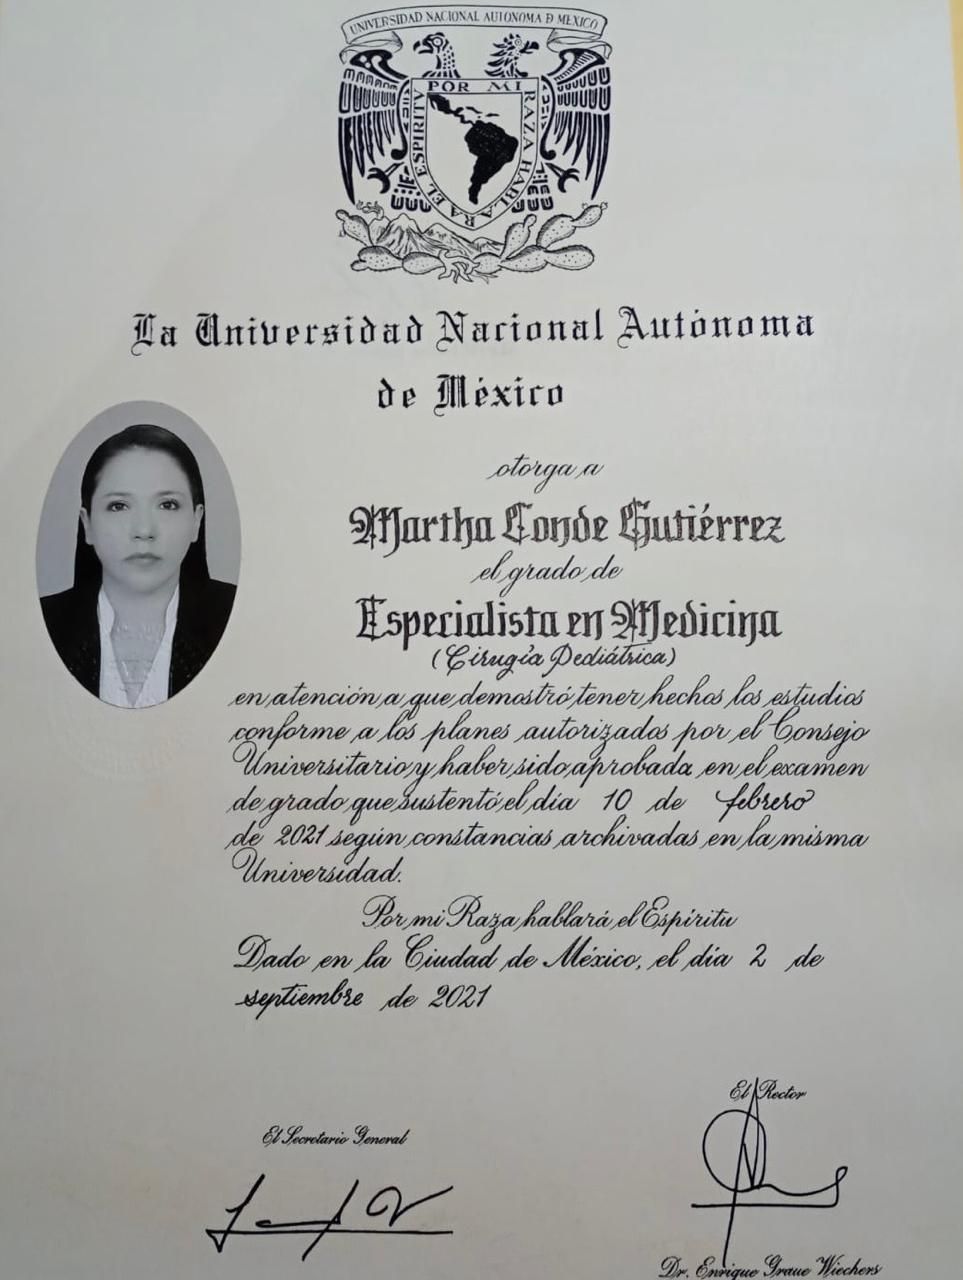 UNIVERSIDAD NACIONAL AUTONOMA D MEXICO
POR MI RAZA HABLARA EL ESPIRITU
La Universidad Nacional Autónoma
de México
otorga a
Martha Conde Gutiérrez
el grado de
Especialista en Medicina
(Cirugía Pediátrica)
en atención a que demostró tener hechos los estudios
conforme a los planes autorizados por el Consejo
Universitario y haber sido aprobada en el examen
de grado que sustentó el día 10 de febrero
de 2021 según constancias archivadas en la misma
Universidad.
Por mi Raza hablará el Espíritu
Dado en la Ciudad de México, el día 2 de
septiembre de 2021
El Rector
El Secretario General
Dr. Enrique Graue Wiechers